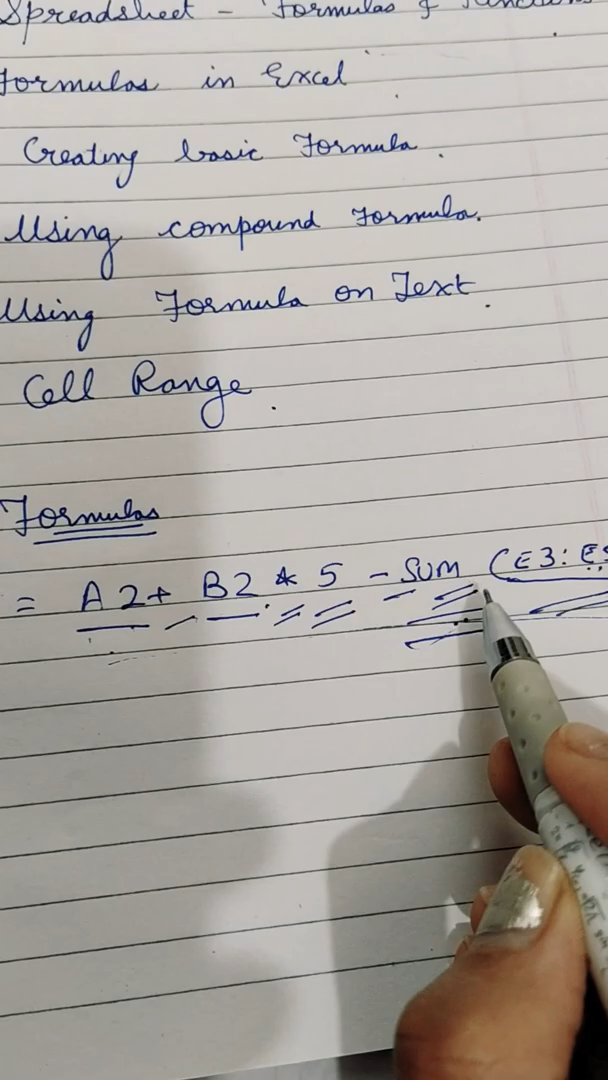 Spreadsheet - Formulas &
Formulas in Excel
Creating basic Formula.
Using compound Formula.
Using Formula on Text.
Cell Range.
Formulas
= A2+ B2 * 5 - SUM (E3: